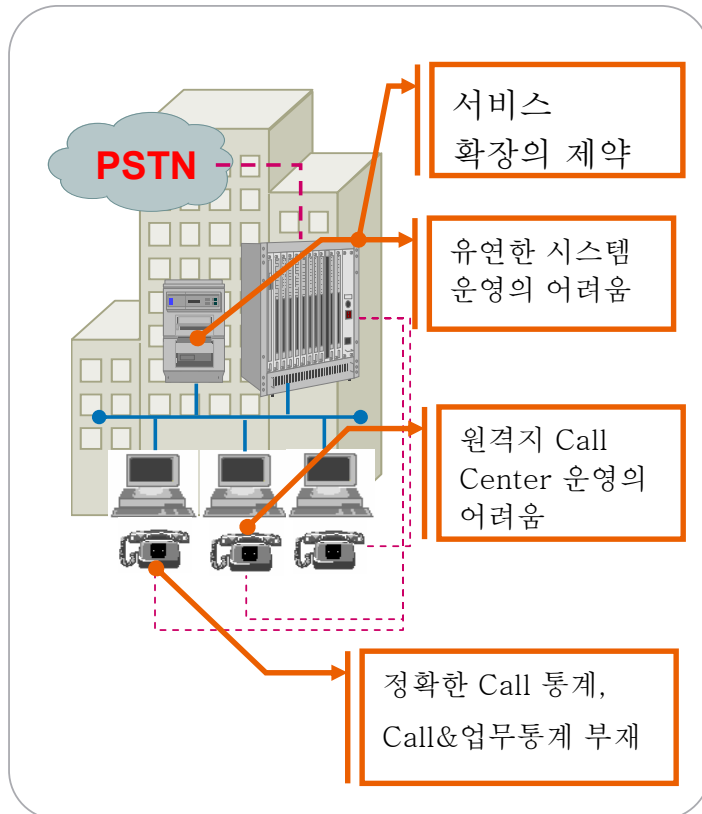 PSTN
서비스
확장의 제약
유연한 시스템
운영의 어려움
원격지 Call
Center 운영의
어려움
정확한 Call 통계,
Call&업무통계 부재